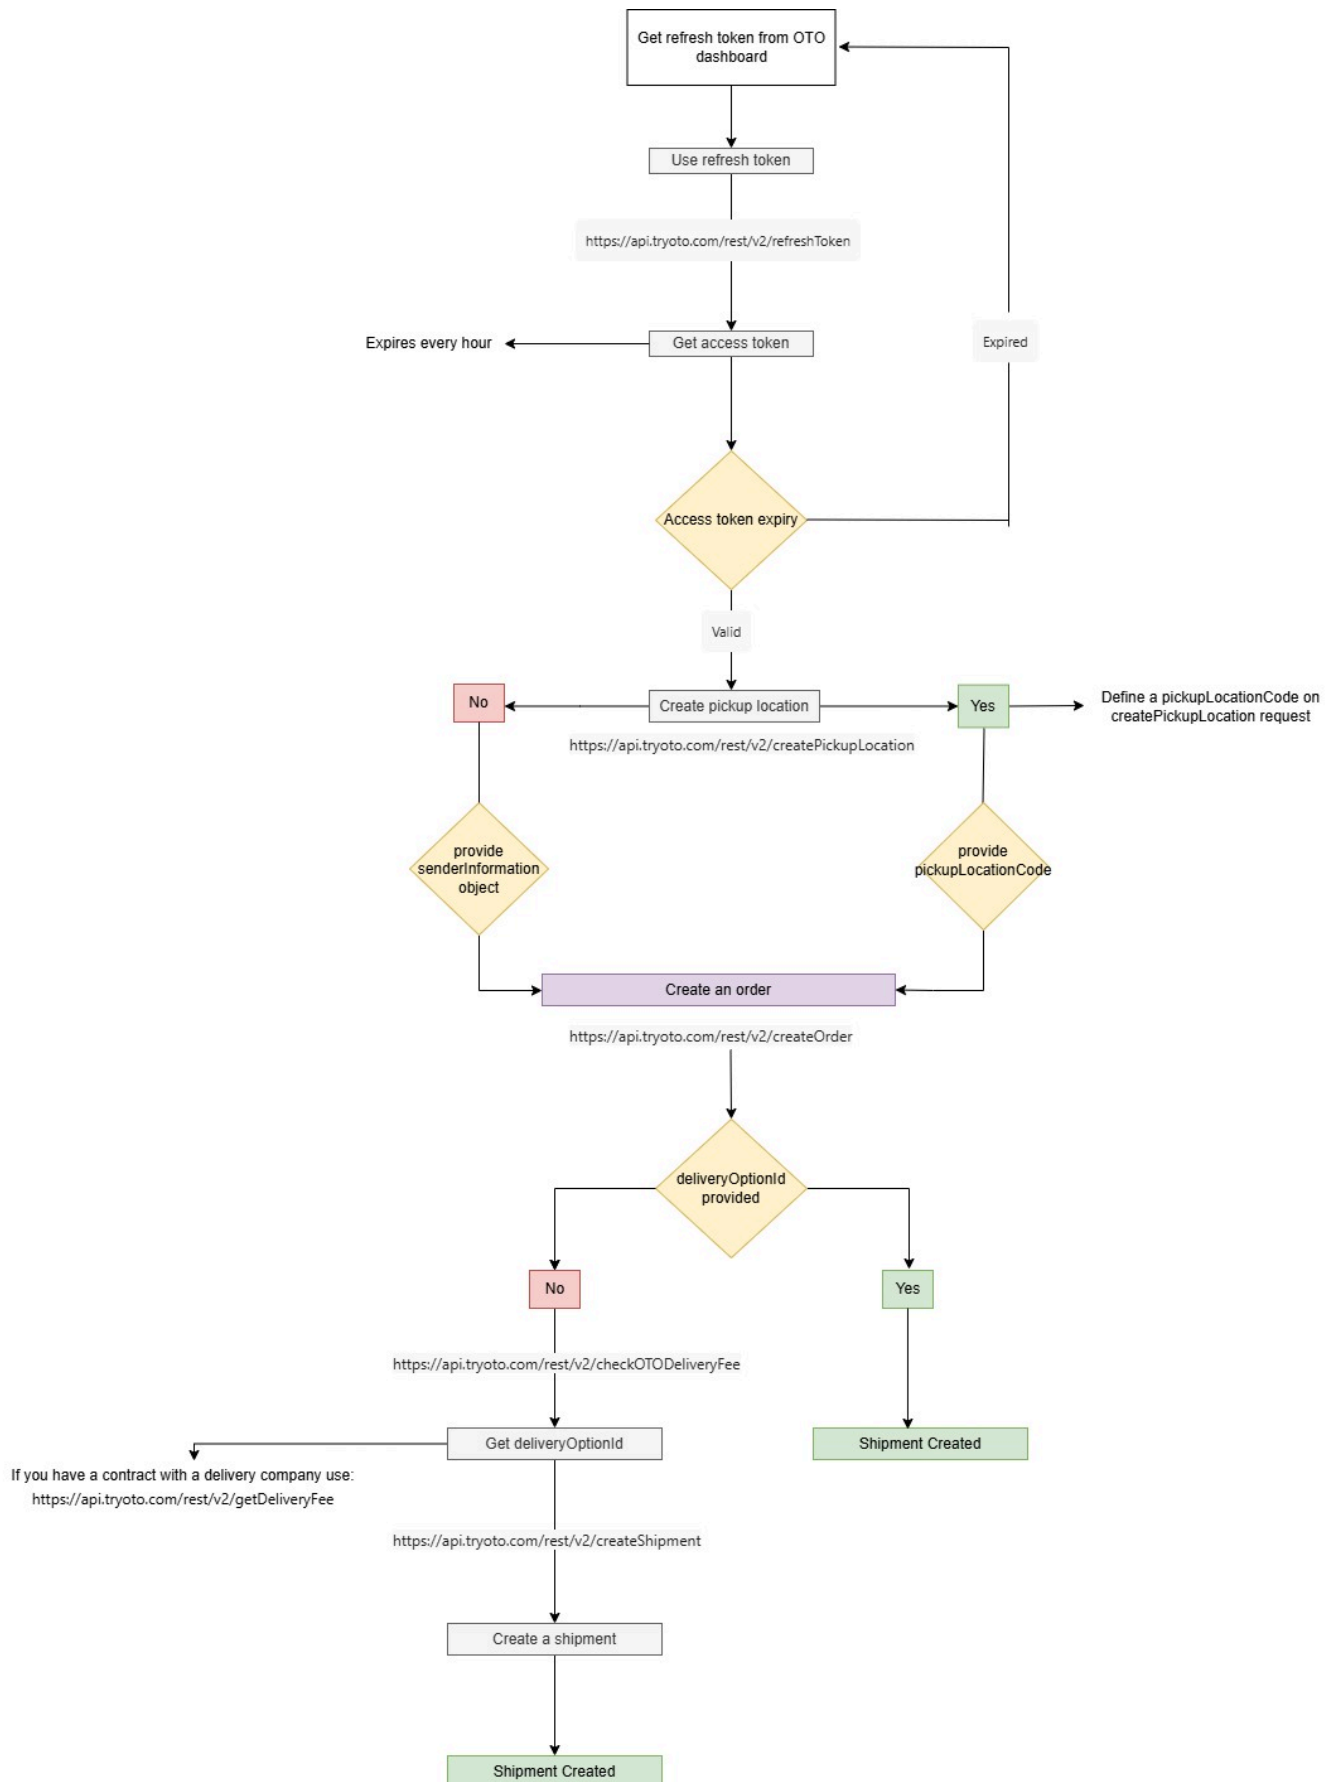 Get refresh token from OTO
dashboard
Use refresh token
https://api.tryoto.com/rest/v2/refreshToken
Expires every hour
Get access token
Expired
Access token expiry
Valid
No
Create pickup location
Yes
Define a pickupLocationCode on
createPickupLocation request
https://api.tryoto.com/rest/v2/createPickupLocation
provide
senderInformation
object
provide
pickupLocationCode
Create an order
https://api.tryoto.com/rest/v2/createOrder
deliveryOptionId
provided
No
Yes
https://api.tryoto.com/rest/v2/checkOTODeliveryFee
Get deliveryOptionId
Shipment Created
If you have a contract with a delivery company use:
https://api.tryoto.com/rest/v2/getDeliveryFee
https://api.tryoto.com/rest/v2/createShipment
Create a shipment
Shipment Created